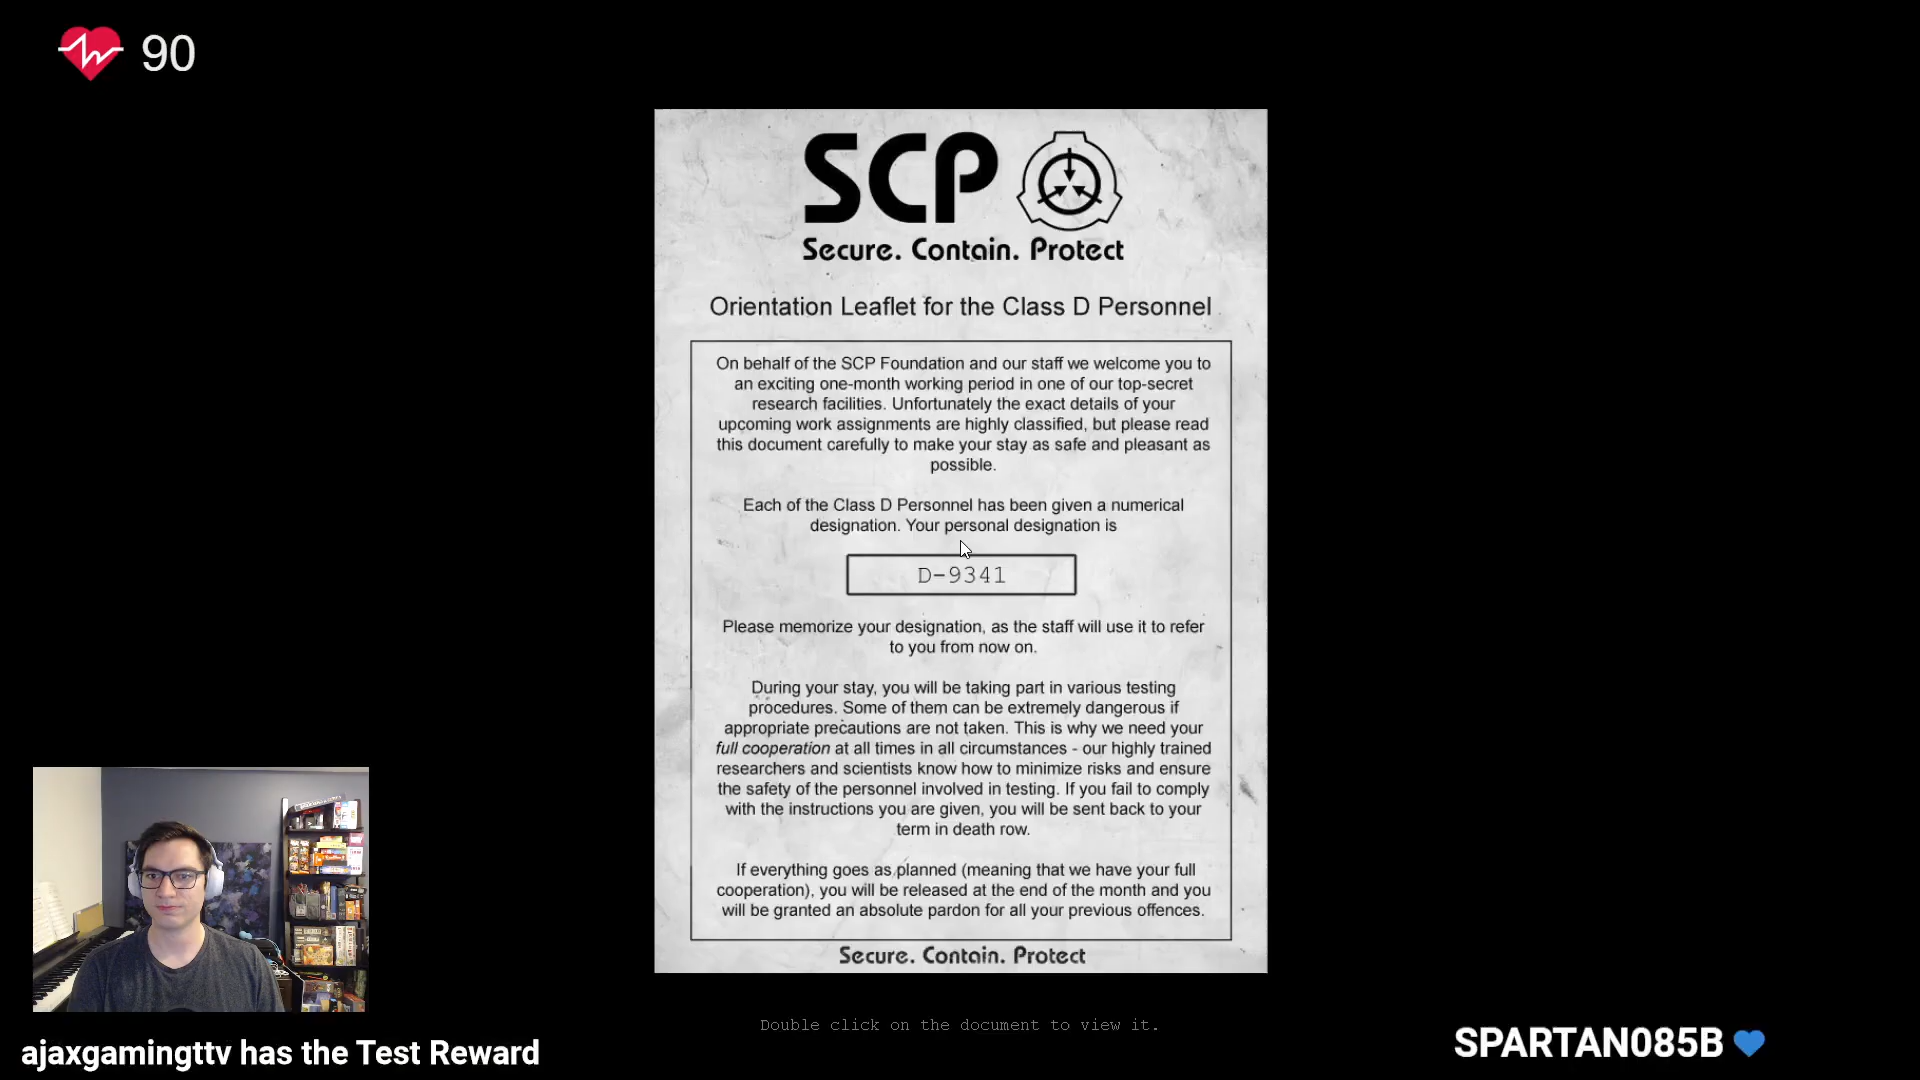 90
SCP
Secure. Contain. Protect
Orientation Leaflet for the Class D Personnel
On behalf of the SCP Foundation and our staff we welcome you to
an exciting one-month working period in one of our top-secret
research facilities. Unfortunately the exact details of your
upcoming work assignments are highly classified, but please read
this document carefully to make your stay as safe and pleasant as
possible.
Each of the Class D Personnel has been given a numerical
designation. Your personal designation is
D-9341
Please memorize your designation, as the staff will use it to refer
to you from now on.
During your stay, you will be taking part in various testing
procedures. Some of them can be extremely dangerous if
appropriate precautions are not taken. This is why we need your
full cooperation at all times in all circumstances - our highly trained
researchers and scientists know how to minimize risks and ensure
the safety of the personnel involved in testing. If you fail to comply
with the instructions you are given, you will be sent back to your
term in death row.
If everything goes as planned (meaning that we have your full
cooperation), you will be released at the end of the month and you
will be granted an absolute pardon for all your previous offences.
Secure. Contain. Protect
Double click on the document to view it.
ajaxgamingttv has the Test Reward
SPARTAN085B